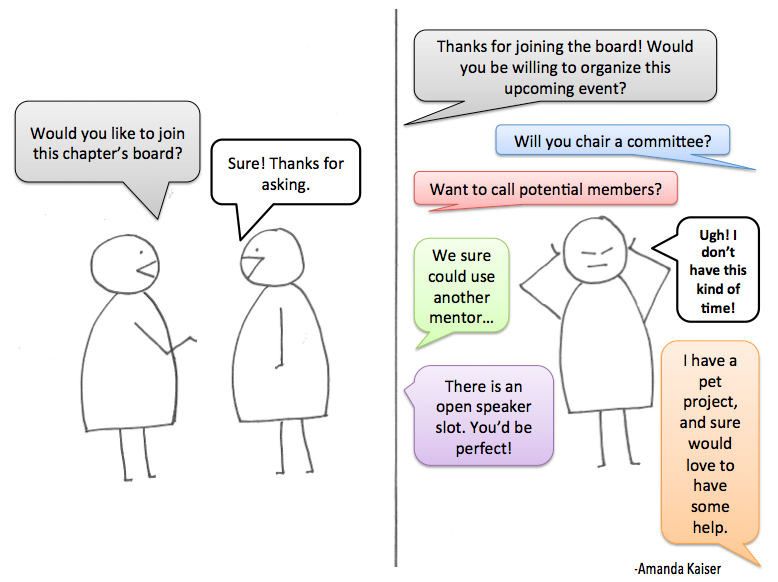 Would you like to join
this chapter's board?
Sure! Thanks for
asking.
Thanks for joining the board! Would
you be willing to organize this
upcoming event?
Will you chair a committee?
Want to call potential members?
Ugh! I
don't
have this
kind of
time!
We sure
could use
another
mentor…
There is an
open speaker
slot. You'd be
perfect!
I have a
pet
project,
and sure
would
love to
have
some
help.
-Amanda Kaiser